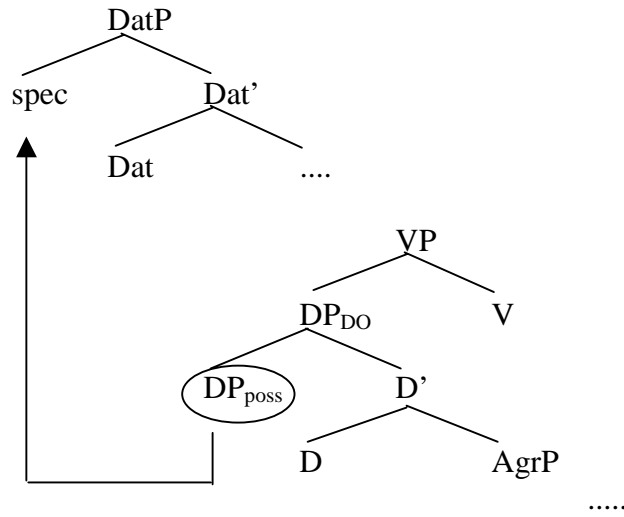 DatP
spec Dat’
Dat ....
VP
DP_DO V
DP_poss D’
D AgrP
.....